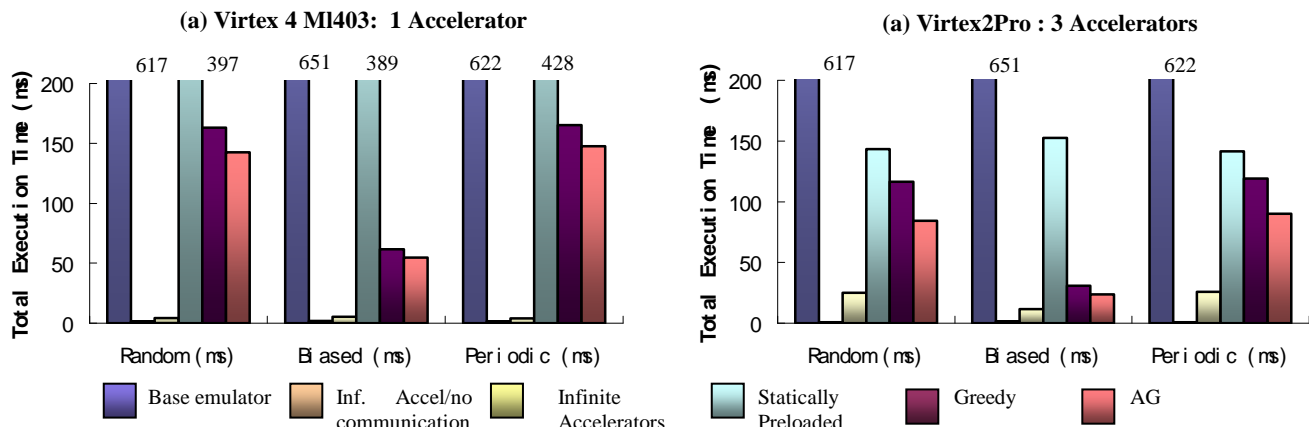 (a) Virtex 4 Ml403: 1 Accelerator
617 397 651 389 622 428
Total Execution Time (ms)
200
150
100
50
0
Random (ms) Biased (ms) Periodic (ms)
(a) Virtex2Pro : 3 Accelerators
617 651 622
Total Execution Time (ms)
200
150
100
50
0
Random (ms) Biased (ms) Periodic (ms)
Base emulator
Inf. Accel/no
communication
Infinite
Accelerators
Statically
Preloaded
Greedy
AG